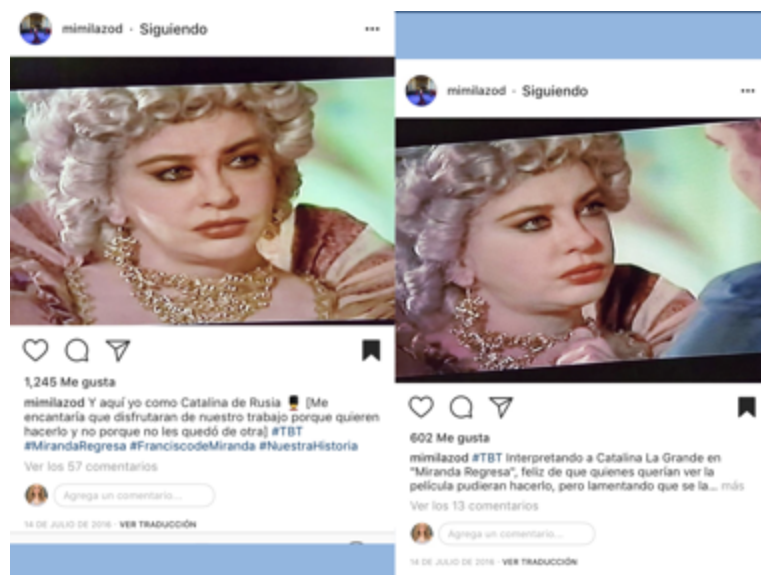 mimilazod · Siguiendo
1,245 Me gusta
mimilazod Y aquí yo como Catalina de Rusia 💂🏿 [Me
encantaría que disfrutaran de nuestro trabajo porque quieren
hacerlo y no porque no les quedó de otra] #TBT
#MirandaRegresa #FranciscodeMiranda #NuestraHistoria
Ver los 57 comentarios
Agrega un comentario...
14 DE JULIO DE 2016 · VER TRADUCCIÓN
mimilazod · Siguiendo
602 Me gusta
mimilazod #TBT Interpretando a Catalina La Grande en
"Miranda Regresa", feliz de que quienes querían ver la
película pudieran hacerlo, pero lamentando que se la... más
Ver los 13 comentarios
Agrega un comentario...
14 DE JULIO DE 2016 · VER TRADUCCIÓN